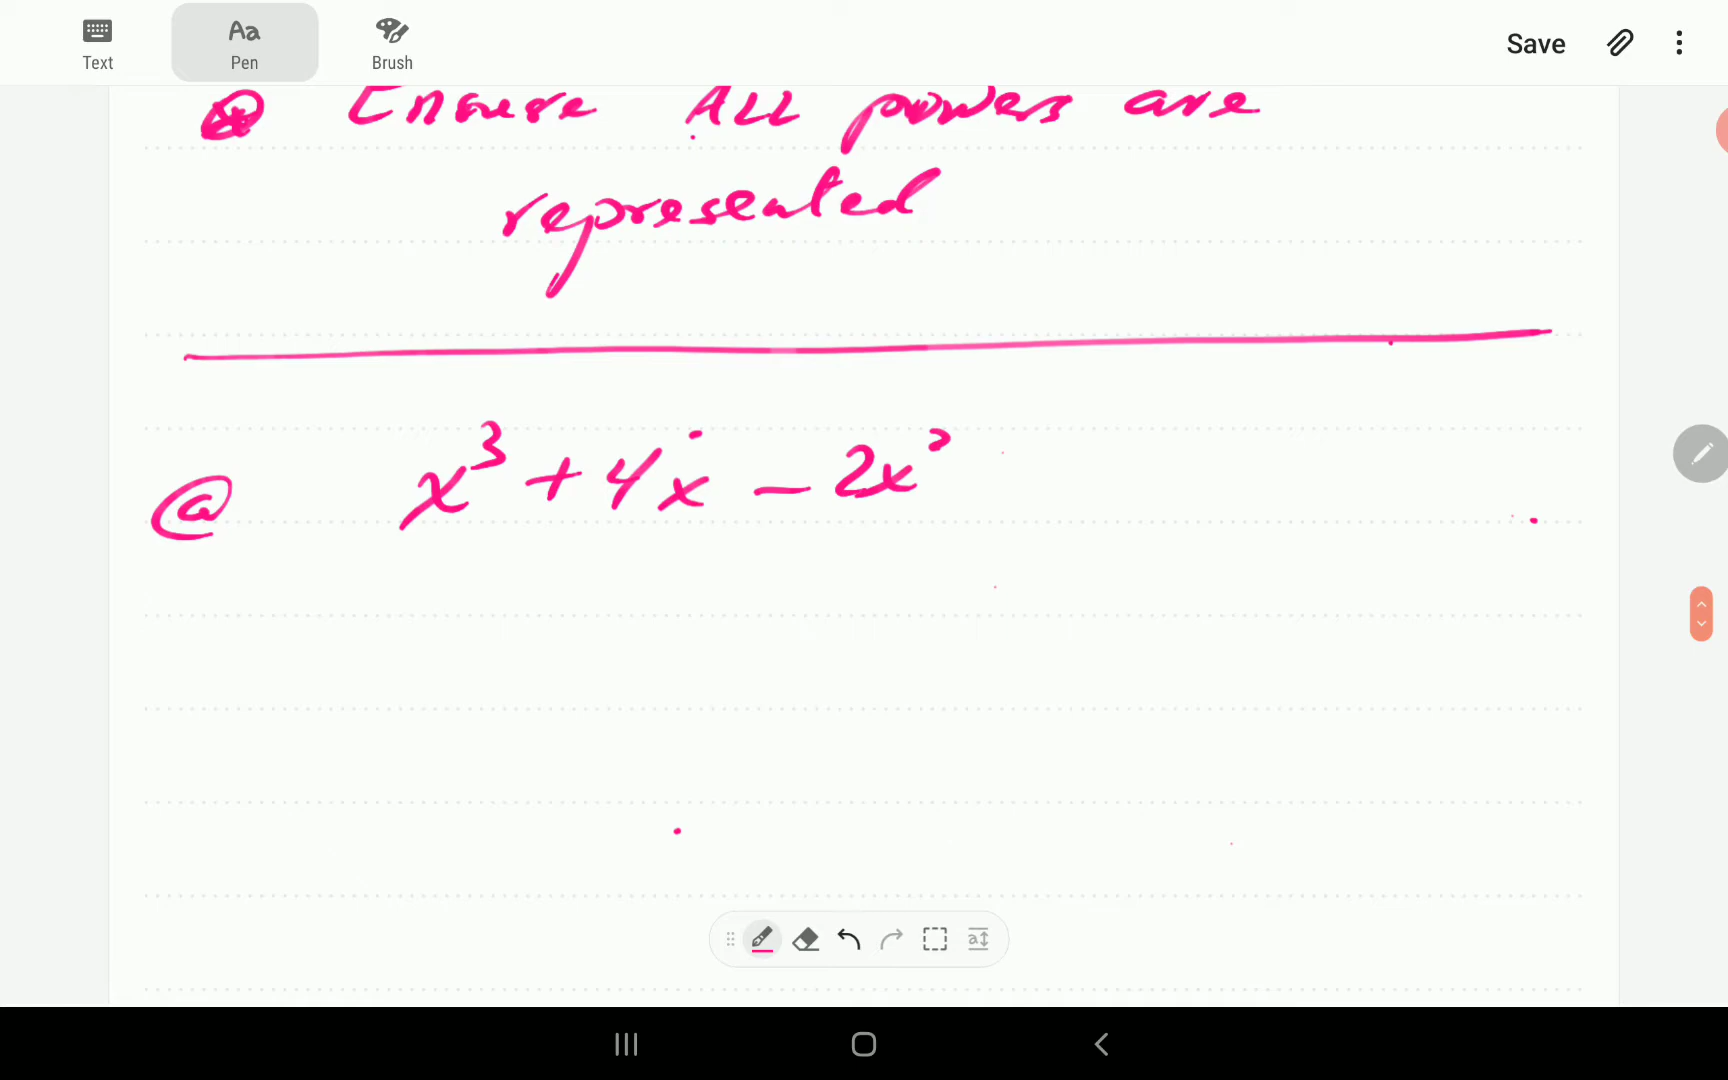 Text
Pen
Brush
Save
Ensure ALL powers are
represented
ⓐ x³ + 4x − 2x²